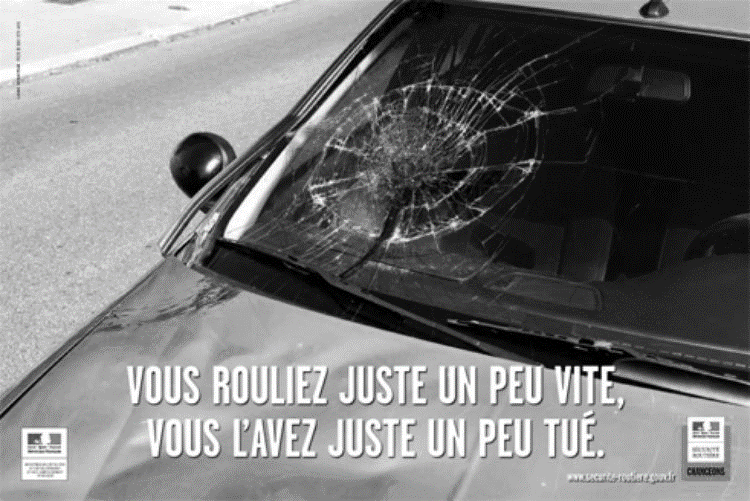 VOUS ROULIEZ JUSTE UN PEU VITE,
VOUS L'AVEZ JUSTE UN PEU TUÉ.
www.securite-routiere.gouv.fr
SÉCURITÉ
ROUTIÈRE
CHANGEONS